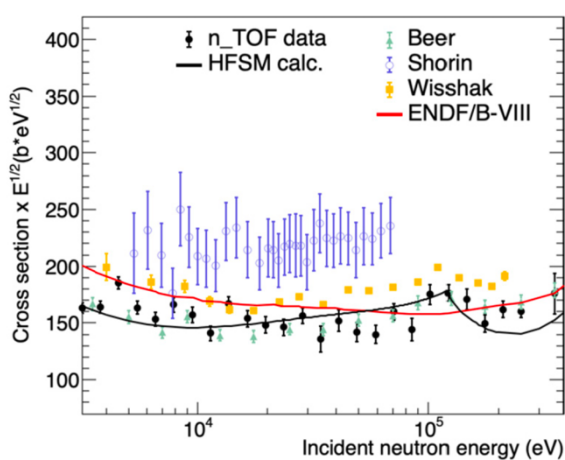 400
350
300
250
200
150
100
Cross section x E^1/2(b*eV^1/2)
n_TOF data
HFSM calc.
Beer
Shorin
Wisshak
ENDF/B-VIII
10^4
10^5
Incident neutron energy (eV)